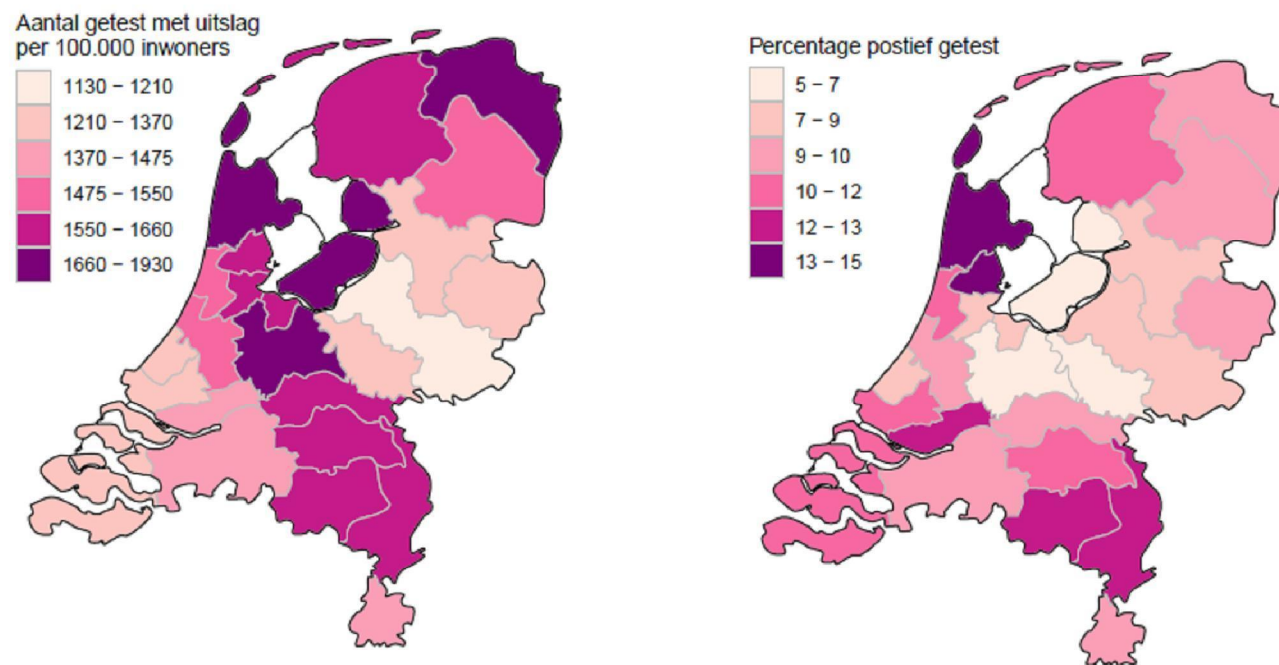 Aantal getest met uitslag
per 100.000 inwoners
1130 – 1210
1210 – 1370
1370 – 1475
1475 – 1550
1550 – 1660
1660 – 1930
Percentage postief getest
5 – 7
7 – 9
9 – 10
10 – 12
12 – 13
13 – 15